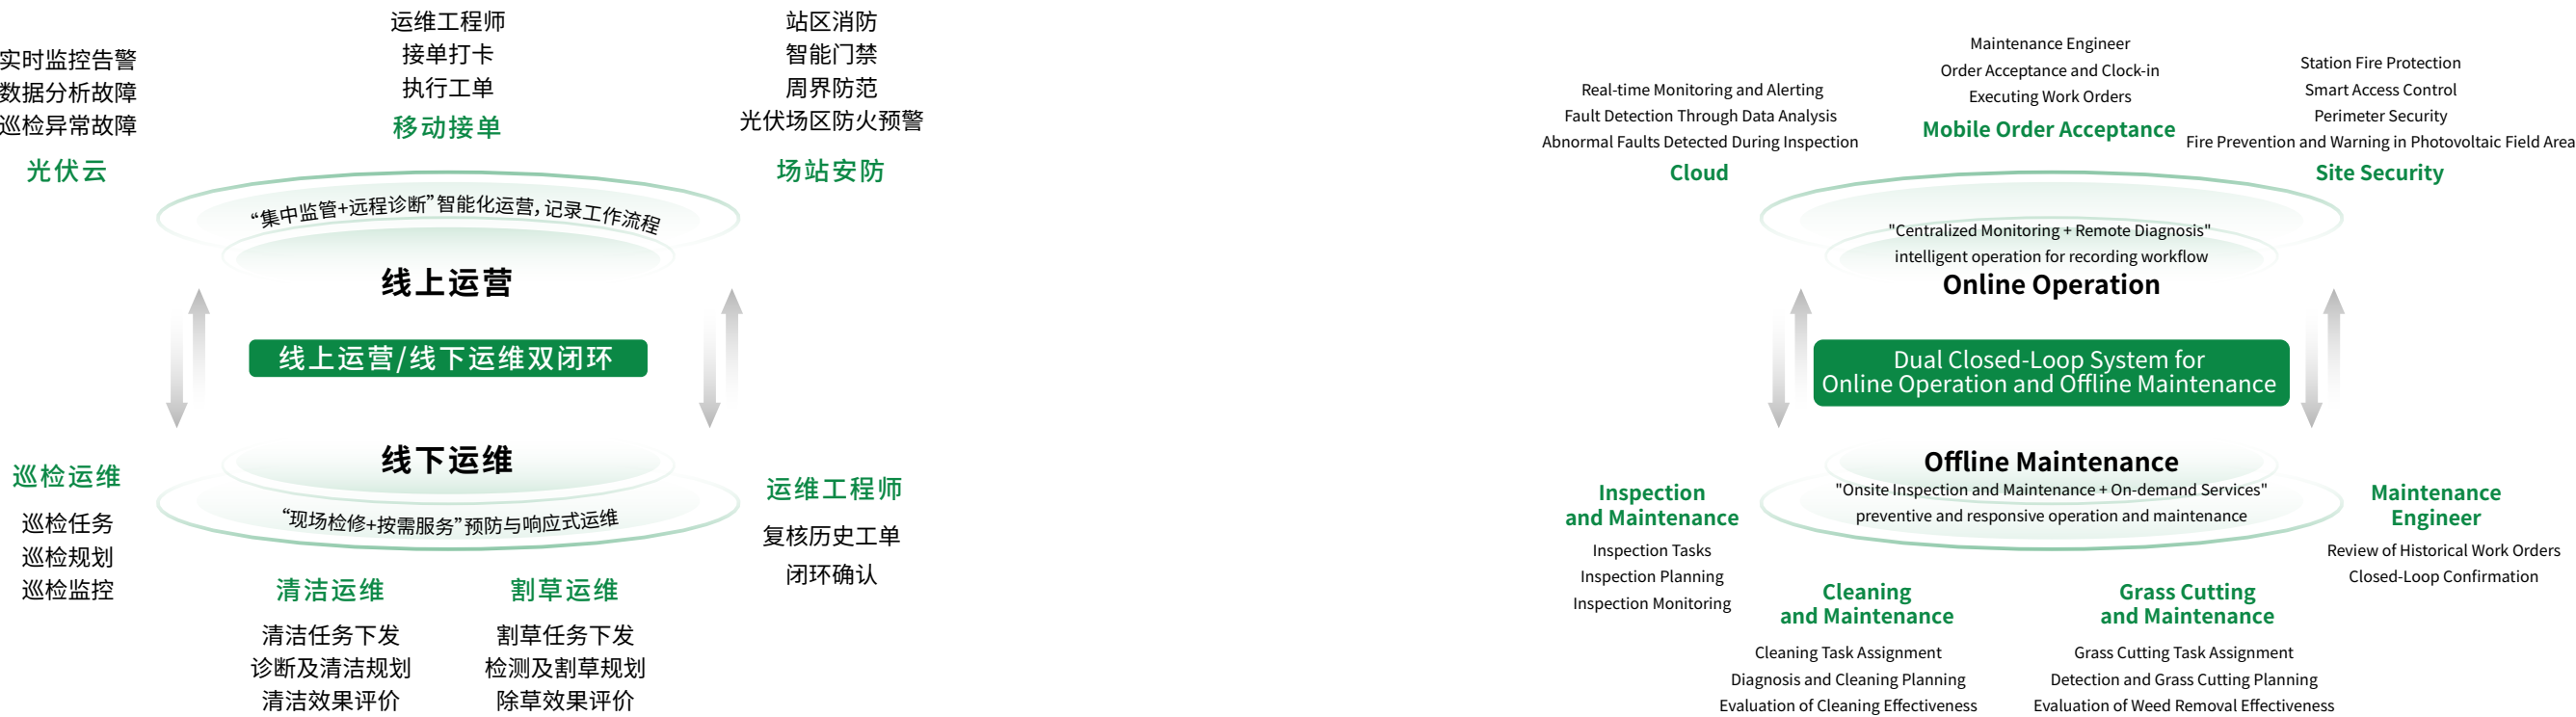 实时监控告警
数据分析故障
巡检异常故障
光伏云
运维工程师
接单打卡
执行工单
移动接单
站区消防
智能门禁
周界防范
光伏场区防火预警
场站安防
“集中监管+远程诊断”智能化运营,记录工作流程
线上运营
线上运营/线下运维双闭环
线下运维
“现场检修+按需服务”预防与响应式运维
巡检运维
巡检任务
巡检规划
巡检监控
清洁运维
清洁任务下发
诊断及清洁规划
清洁效果评价
割草运维
割草任务下发
检测及割草规划
除草效果评价
运维工程师
复核历史工单
闭环确认
Real-time Monitoring and Alerting
Fault Detection Through Data Analysis
Abnormal Faults Detected During Inspection
Cloud
Maintenance Engineer
Order Acceptance and Clock-in
Executing Work Orders
Mobile Order Acceptance
Station Fire Protection
Smart Access Control
Perimeter Security
Fire Prevention and Warning in Photovoltaic Field Area
Site Security
"Centralized Monitoring + Remote Diagnosis"
intelligent operation for recording workflow
Online Operation
Dual Closed-Loop System for
Online Operation and Offline Maintenance
Offline Maintenance
"Onsite Inspection and Maintenance + On-demand Services"
preventive and responsive operation and maintenance
Inspection
and Maintenance
Inspection Tasks
Inspection Planning
Inspection Monitoring
Cleaning
and Maintenance
Cleaning Task Assignment
Diagnosis and Cleaning Planning
Evaluation of Cleaning Effectiveness
Grass Cutting
and Maintenance
Grass Cutting Task Assignment
Detection and Grass Cutting Planning
Evaluation of Weed Removal Effectiveness
Maintenance
Engineer
Review of Historical Work Orders
Closed-Loop Confirmation